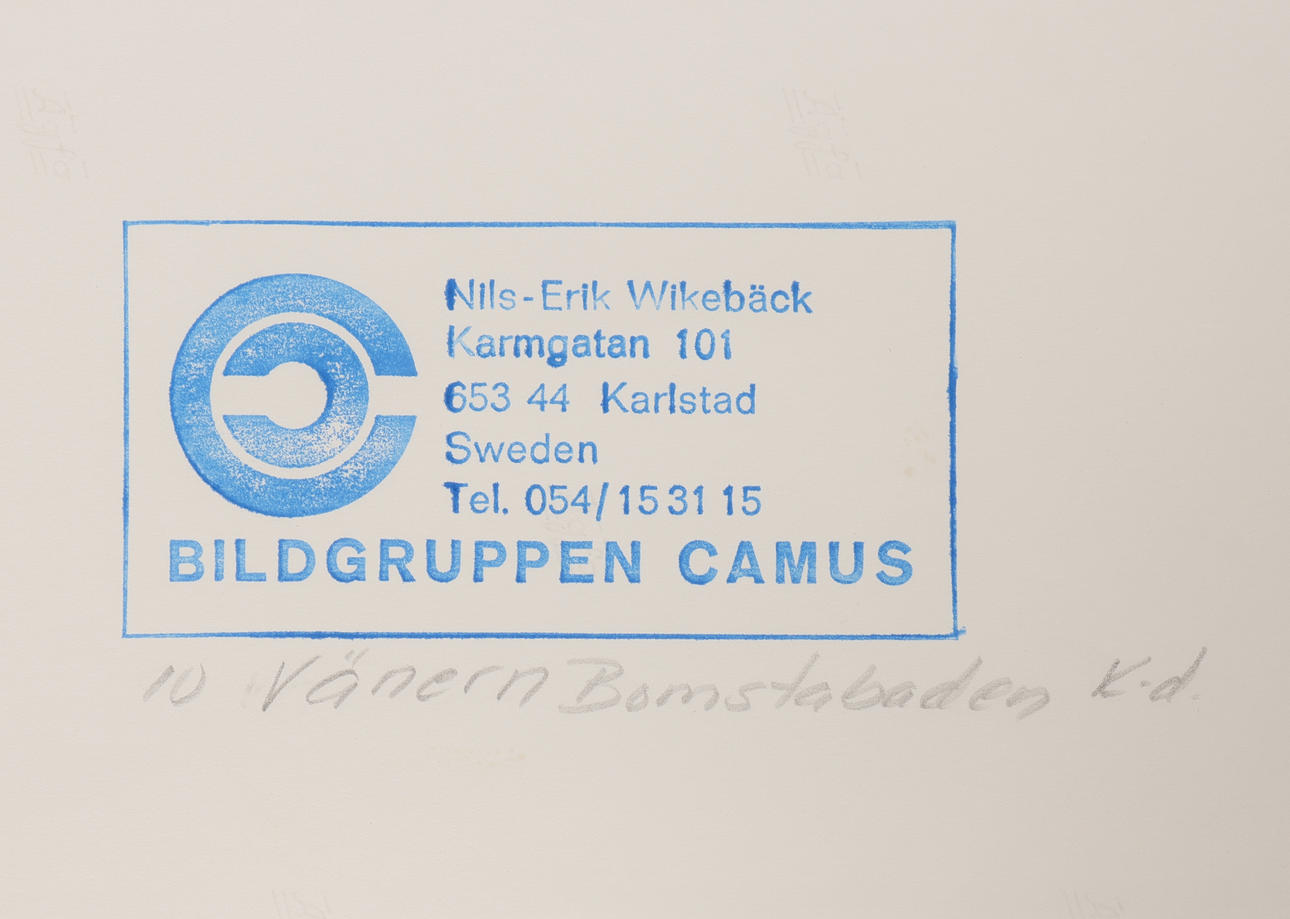 Nils-Erik Wikebäck
Karmgatan 101
653 44 Karlstad
Sweden
Tel. 054/15 31 15
BILDGRUPPEN CAMUS
10 Vänern Bomstabaden K-d.